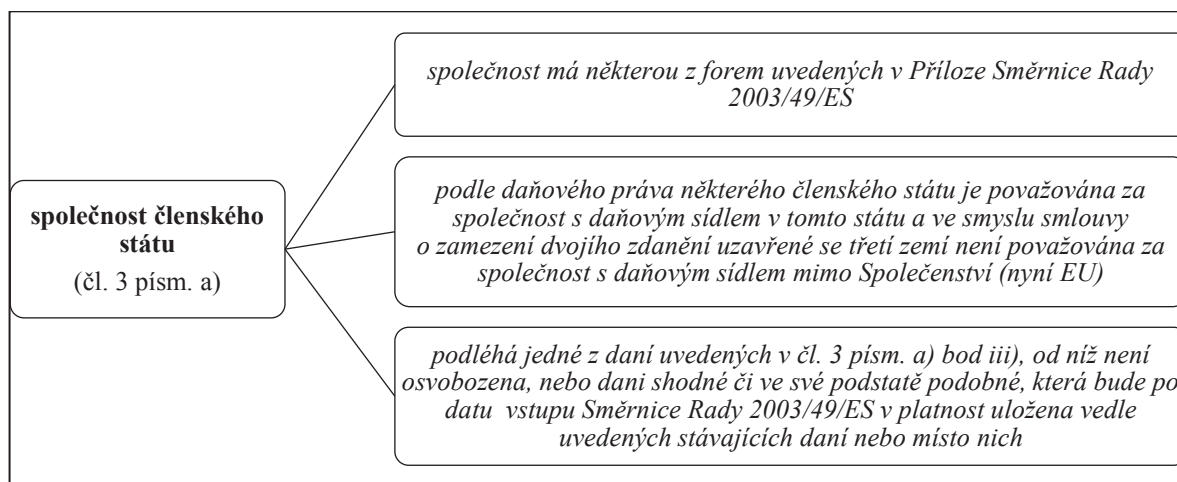 společnost členského
státu
(čl. 3 písm. a)
společnost má některou z forem uvedených v Příloze Směrnice Rady
2003/49/ES
podle daňového práva některého členského státu je považována za
společnost s daňovým sídlem v tomto státu a ve smyslu smlouvy
o zamezení dvojího zdanění uzavřené se třetí zemí není považována za
společnost s daňovým sídlem mimo Společenství (nyní EU)
podléhá jedné z daní uvedených v čl. 3 písm. a) bod iii), od níž není
osvobozena, nebo dani shodné či ve své podstatě podobné, která bude po
datu vstupu Směrnice Rady 2003/49/ES v platnost uložena vedle
uvedených stávajících daní nebo místo nich